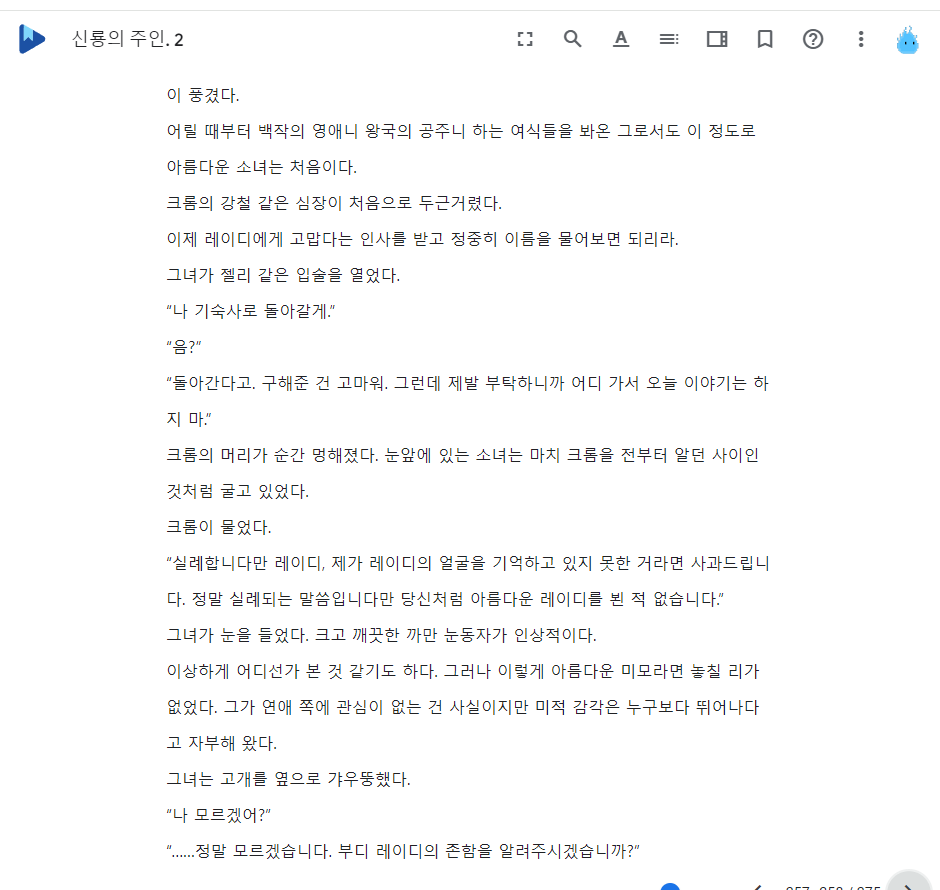 신룡의 주인. 2
이 풍겼다.
어릴 때부터 백작의 영애니 왕국의 공주니 하는 여식들을 봐온 그로서도 이 정도로
아름다운 소녀는 처음이다.
크롬의 강철 같은 심장이 처음으로 두근거렸다.
이제 레이디에게 고맙다는 인사를 받고 정중히 이름을 물어보면 되리라.
그녀가 젤리 같은 입술을 열었다.
“나 기숙사로 돌아갈게.”
“음?”
“돌아간다고. 구해준 건 고마워. 그런데 제발 부탁하니까 어디 가서 오늘 이야기는 하
지 마.”
크롬의 머리가 순간 멍해졌다. 눈앞에 있는 소녀는 마치 크롬을 전부터 알던 사이인
것처럼 굴고 있었다.
크롬이 물었다.
“실례합니다만 레이디, 제가 레이디의 얼굴을 기억하고 있지 못한 거라면 사과드립니
다. 정말 실례되는 말씀입니다만 당신처럼 아름다운 레이디를 뵌 적 없습니다.”
그녀가 눈을 들었다. 크고 깨끗한 까만 눈동자가 인상적이다.
이상하게 어디선가 본 것 같기도 하다. 그러나 이렇게 아름다운 미모라면 놓칠 리가
없었다. 그가 연애 쪽에 관심이 없는 건 사실이지만 미적 감각은 누구보다 뛰어나다
고 자부해 왔다.
그녀는 고개를 옆으로 갸우뚱했다.
“나 모르겠어?”
“……정말 모르겠습니다. 부디 레이디의 존함을 알려주시겠습니까?”